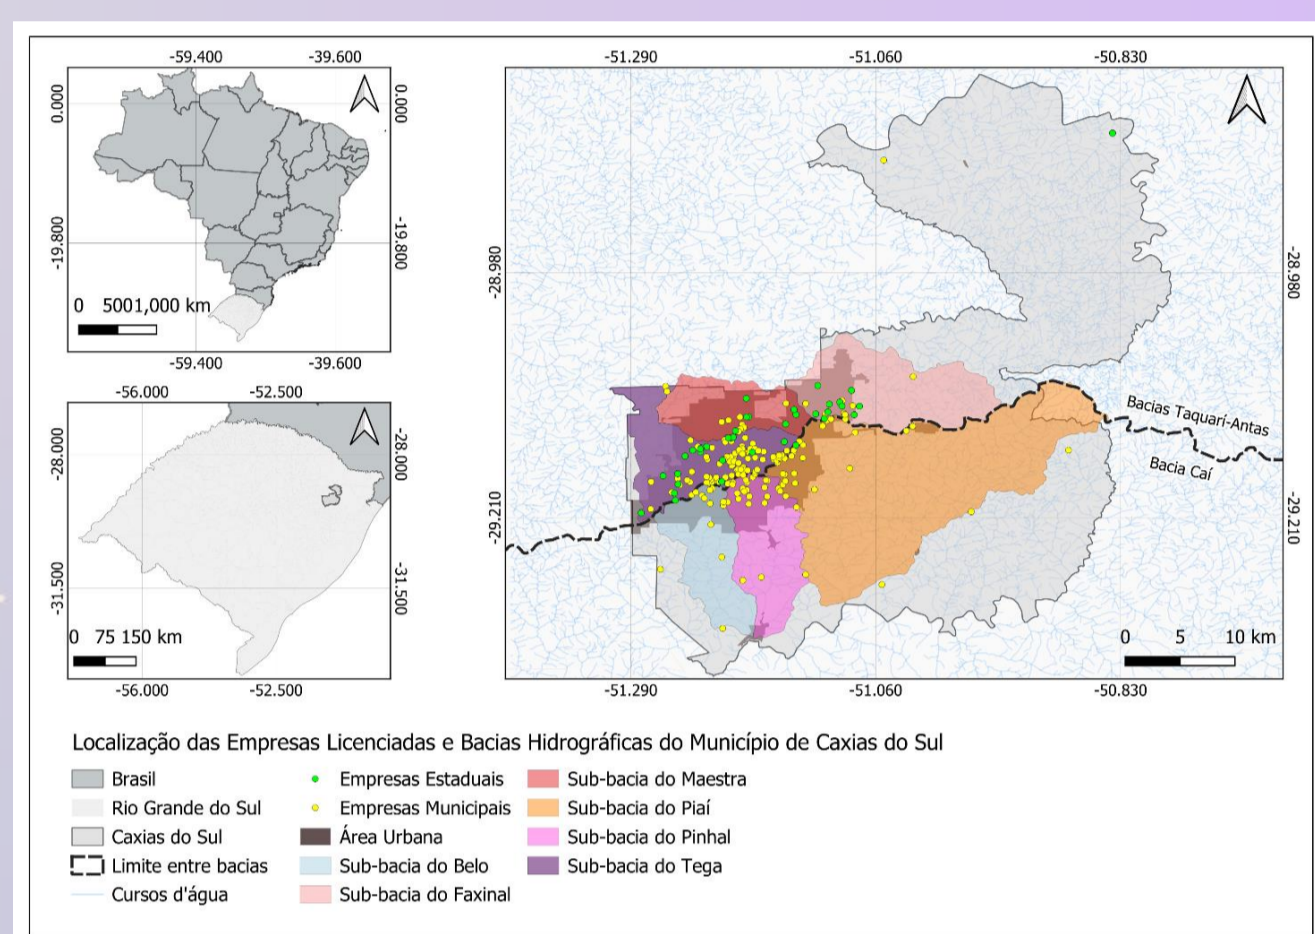 -59.400 -39.600
0.000
0.000
-19.800
-19.800
0 5001,000 km
-59.400 -39.600
-56.000 -52.500
-28.000
-28.000
-31.500
-31.500
0 75 150 km
-56.000 -52.500
-51.290 -51.060 -50.830
-28.980
-28.980
Bacias Taquari-Antas
Bacia Caí
-29.210
-29.210
0 5 10 km
-51.290 -51.060 -50.830
Localização das Empresas Licenciadas e Bacias Hidrográficas do Município de Caxias do Sul
Brasil
Rio Grande do Sul
Caxias do Sul
Limite entre bacias
Cursos d'água
Empresas Estaduais
Empresas Municipais
Área Urbana
Sub-bacia do Belo
Sub-bacia do Faxinal
Sub-bacia do Maestra
Sub-bacia do Piaí
Sub-bacia do Pinhal
Sub-bacia do Tega